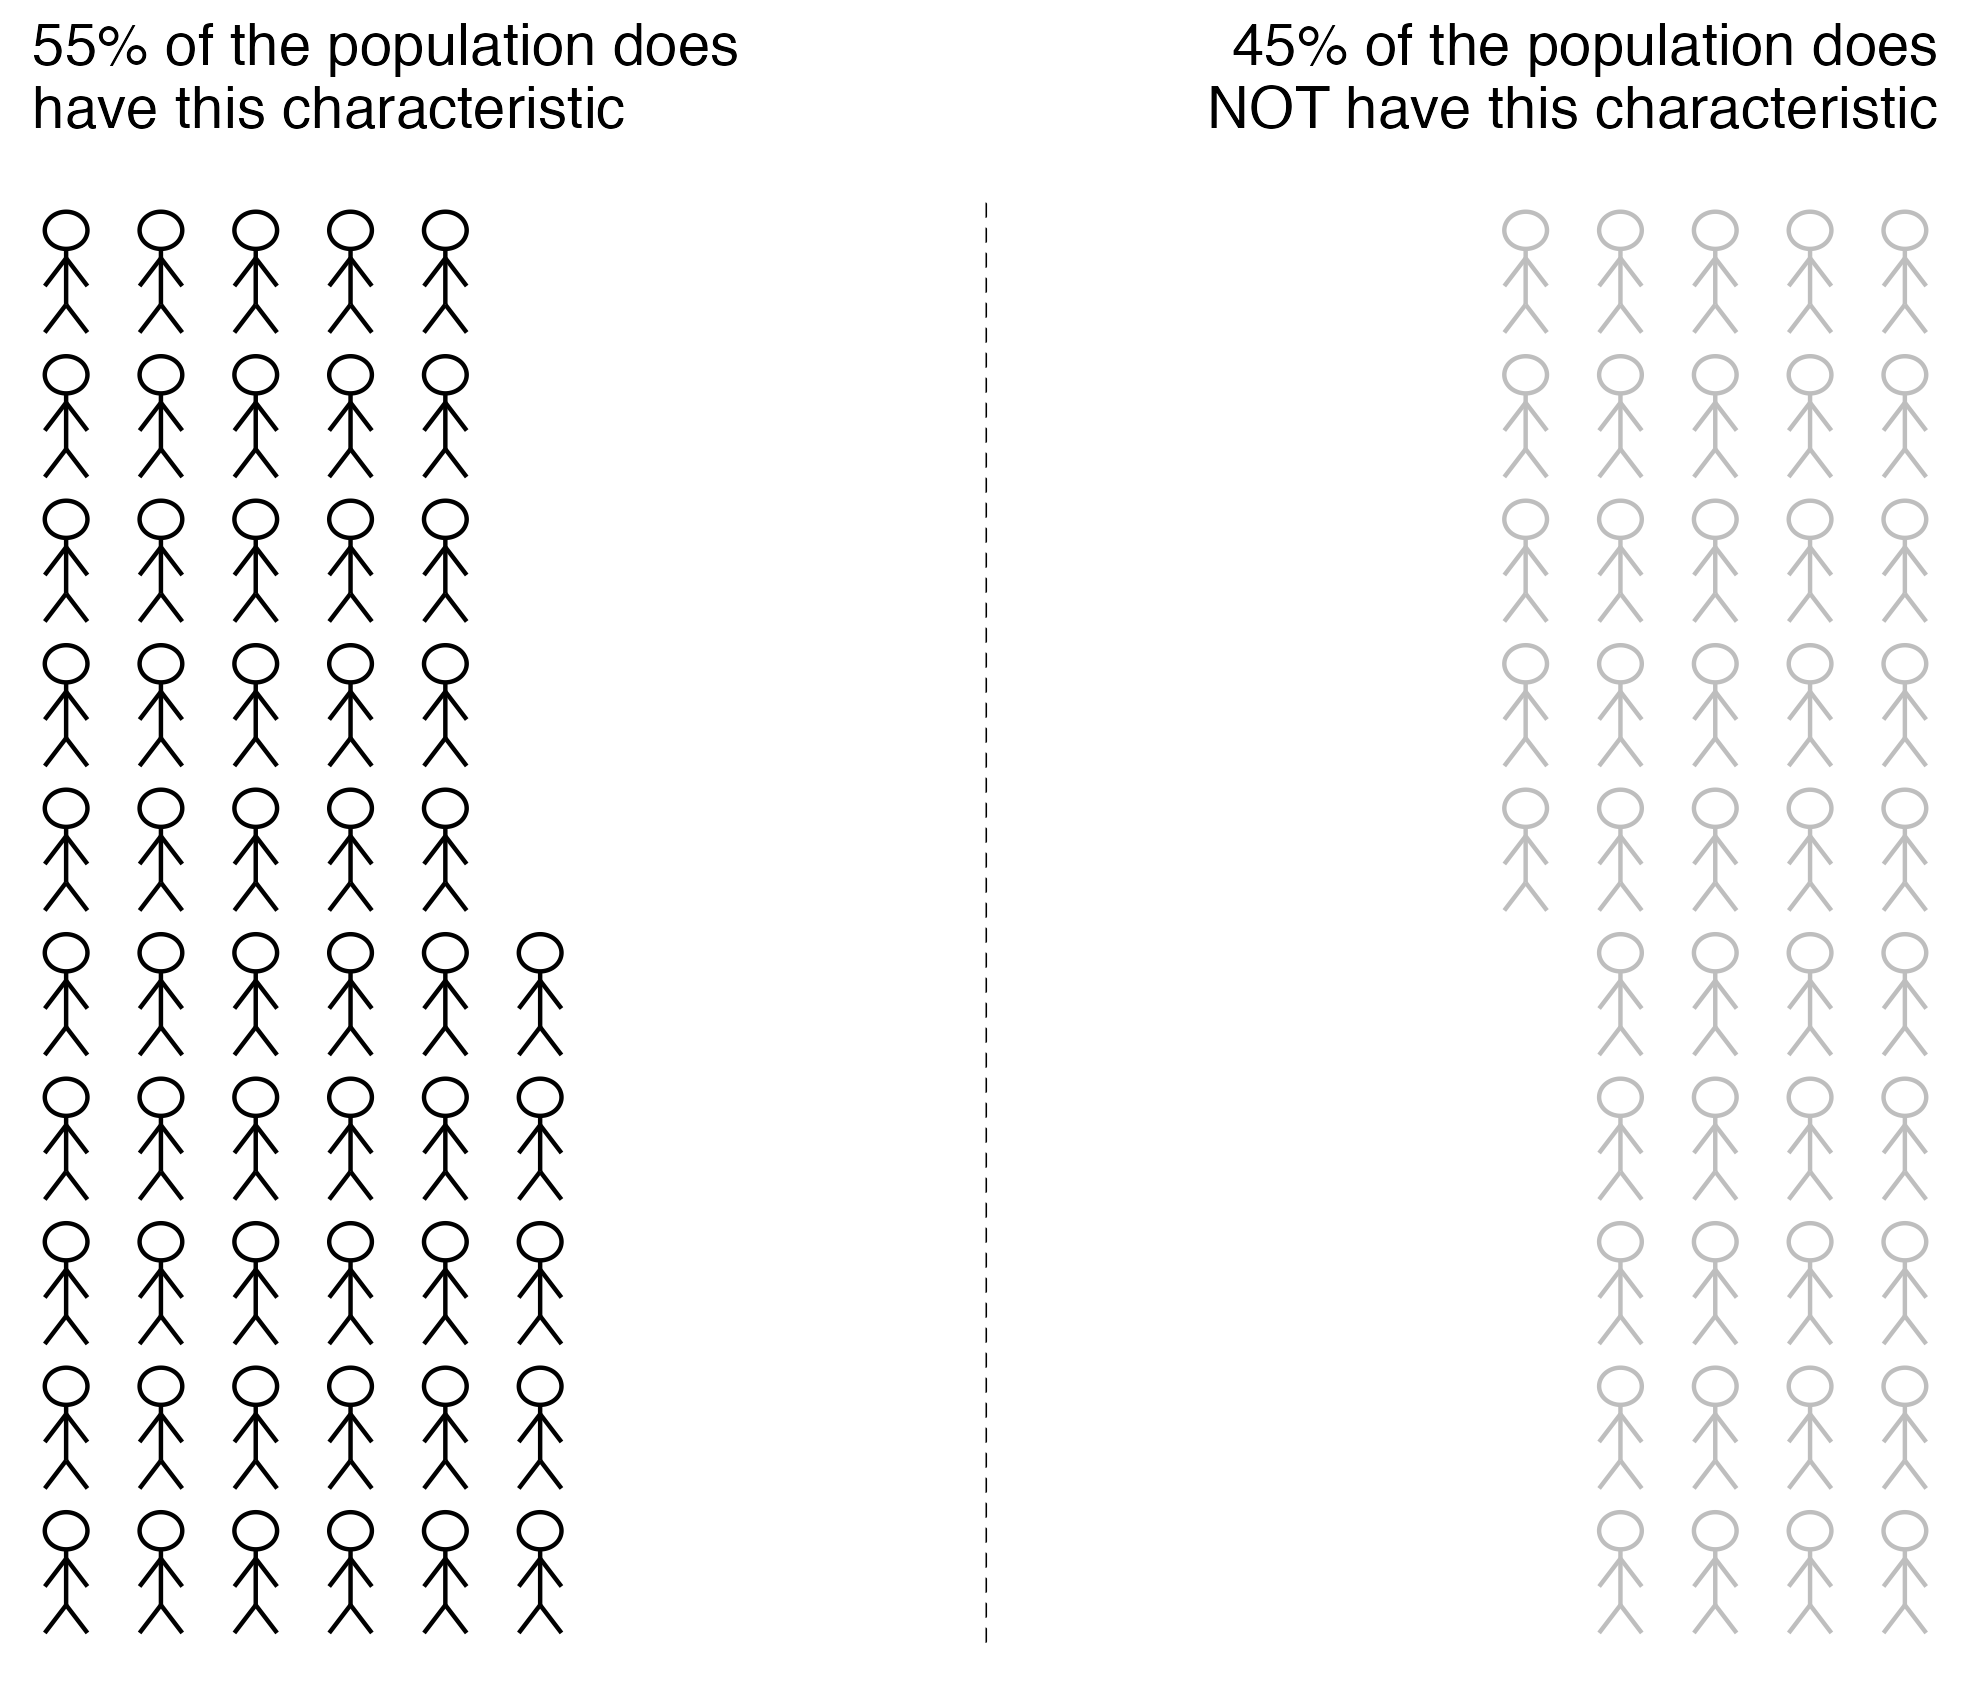 55% of the population does
have this characteristic
45% of the population does
NOT have this characteristic